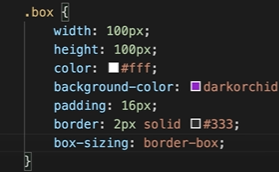 .box {
width: 100px;
height: 100px;
color: #fff;
background-color: darkorchid
padding: 16px;
border: 2px solid #333;
box-sizing: border-box;
}